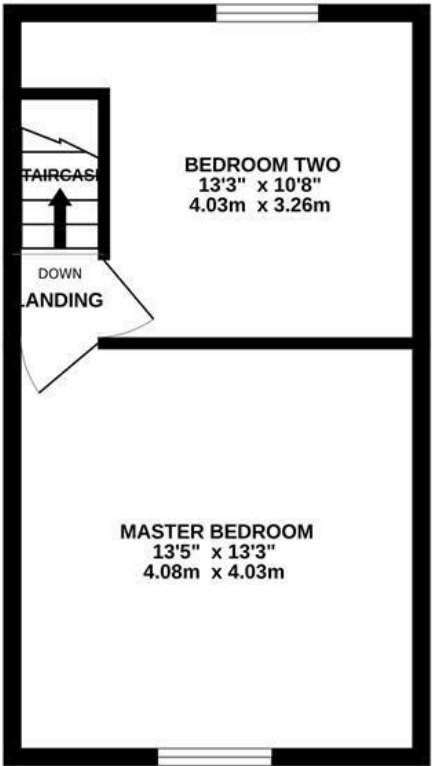 BEDROOM TWO
13'3" x 10'8"
4.03m x 3.26m
TAIRCASE
DOWN
LANDING
MASTER BEDROOM
13'5" x 13'3"
4.08m x 4.03m